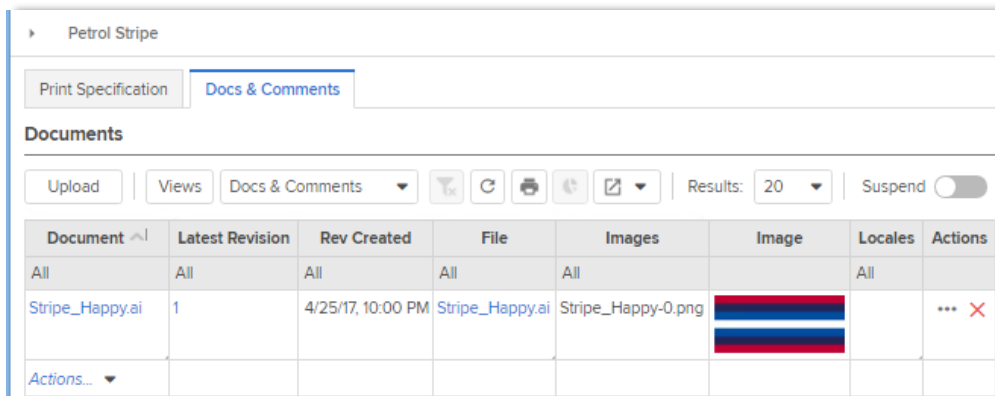 Petrol Stripe
Print Specification Docs & Comments
Documents
Upload Views Docs & Comments Results: 20 Suspend
Document Latest Revision Rev Created File Images Image Locales Actions
All All All All All All
Stripe_Happy.ai 1 4/25/17, 10:00 PM Stripe_Happy.ai Stripe_Happy-0.png
Actions...